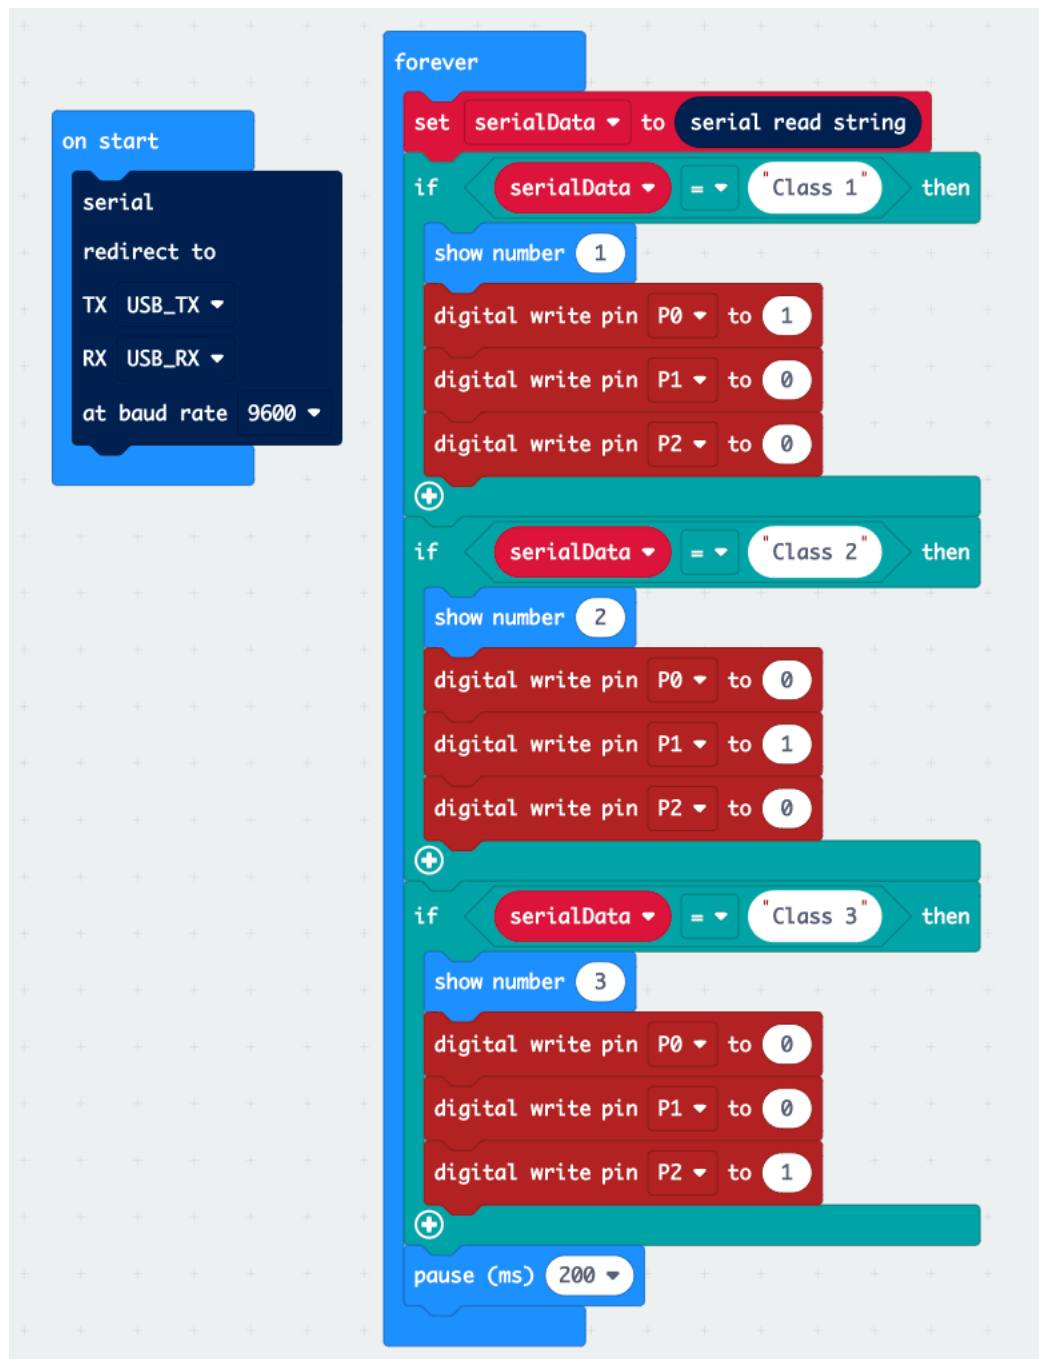 on start
serial
redirect to
TX USB_TX
RX USB_RX
at baud rate 9600
forever
set serialData to serial read string
if serialData = "Class 1" then
show number 1
digital write pin P0 to 1
digital write pin P1 to 0
digital write pin P2 to 0
if serialData = "Class 2" then
show number 2
digital write pin P0 to 0
digital write pin P1 to 1
digital write pin P2 to 0
if serialData = "Class 3" then
show number 3
digital write pin P0 to 0
digital write pin P1 to 0
digital write pin P2 to 1
pause (ms) 200